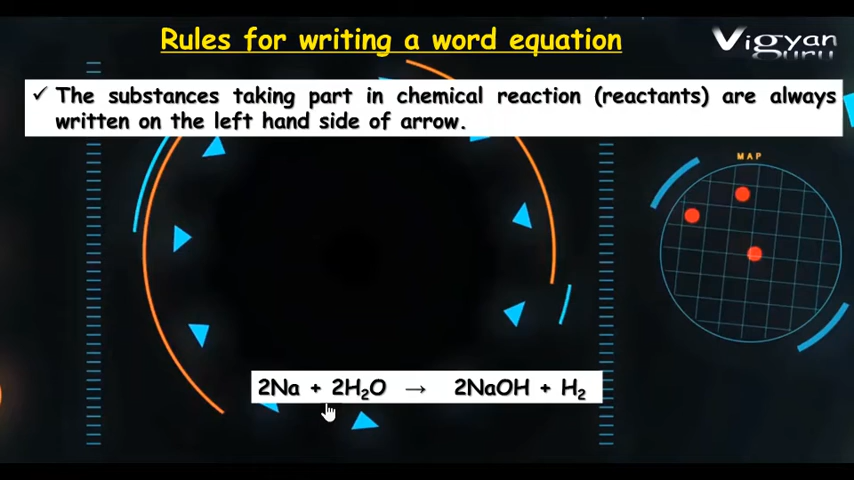 Rules for writing a word equation
Vigyan
Guru
✓ The substances taking part in chemical reaction (reactants) are always
written on the left hand side of arrow.
MAP
2Na + 2H₂O → 2NaOH + H₂